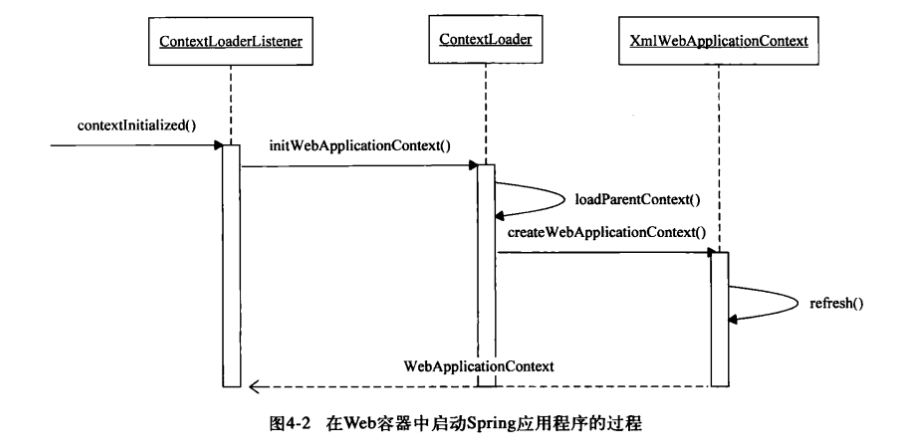 ContextLoaderListener
ContextLoader
XmlWebApplicationContext
contextInitialized()
initWebApplicationContext()
loadParentContext()
createWebApplicationContext()
refresh()
WebApplicationContext
图4-2 在Web容器中启动Spring应用程序的过程